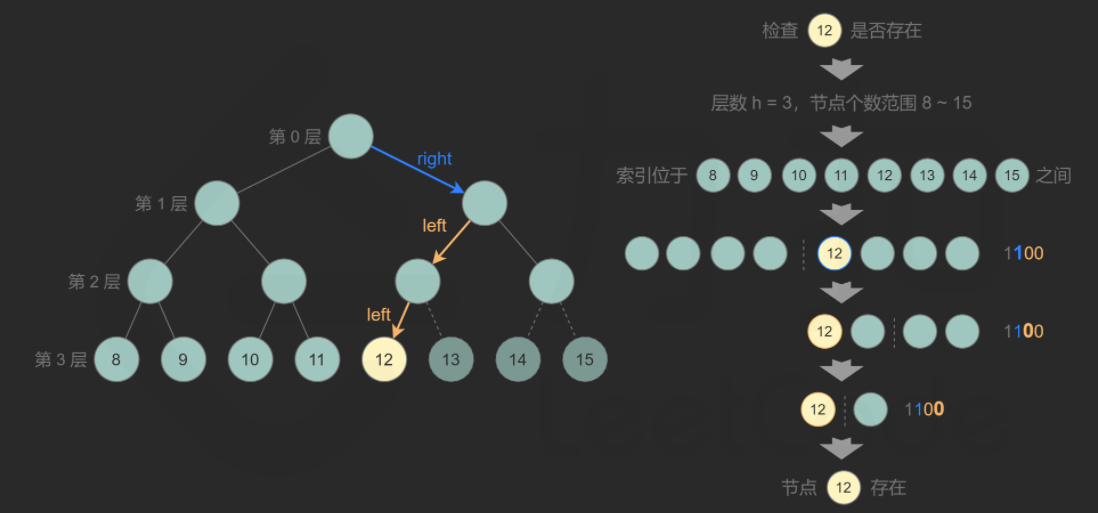 第 0 层
right
第 1 层
left
第 2 层
left
第 3 层
8 9 10 11 12 13 14 15
检查 12 是否存在
层数 h = 3，节点个数范围 8 ~ 15
索引位于 8 9 10 11 12 13 14 15 之间
12 1100
12 1100
12 1100
节点 12 存在
LeetCode